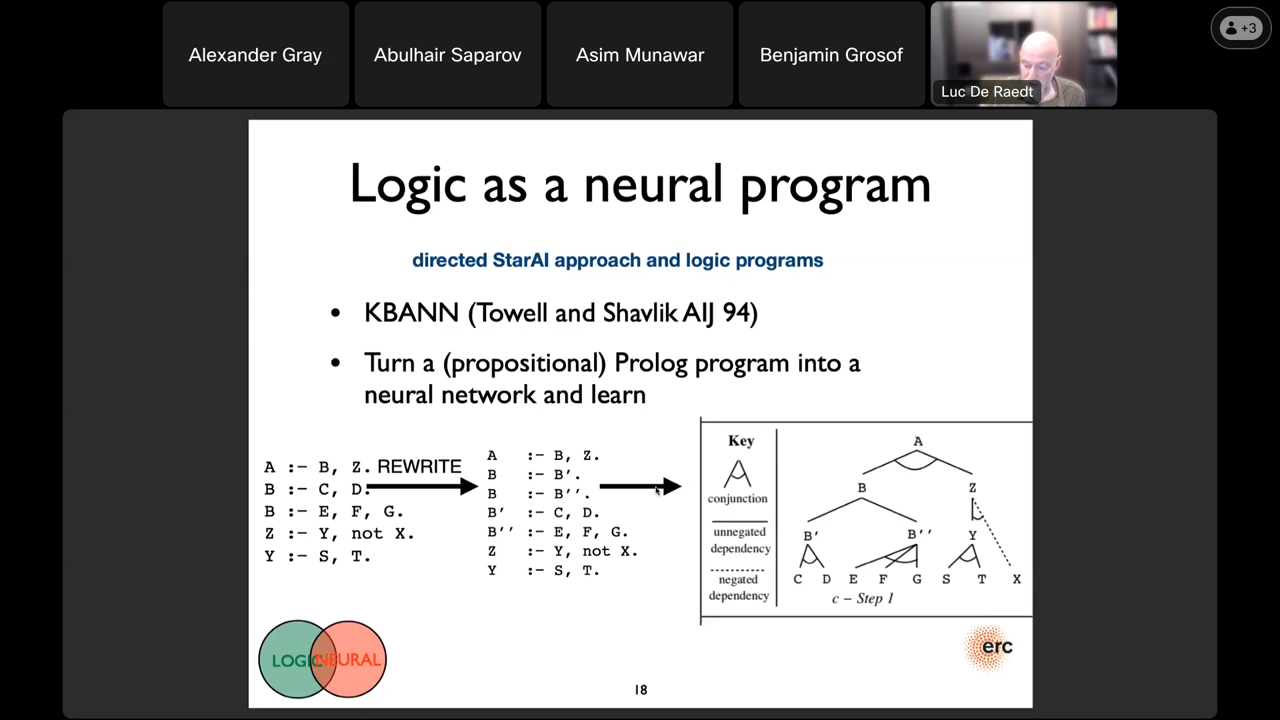 Alexander Gray
Abulhair Saparov
Asim Munawar
Benjamin Grosof
Luc De Raedt
+3
Logic as a neural program
directed StarAI approach and logic programs
• KBANN (Towell and Shavlik AIJ 94)
• Turn a (propositional) Prolog program into a
neural network and learn
A :- B, Z.
B :- C, D.
B :- E, F, G.
Z :- Y, not X.
Y :- S, T.
REWRITE
A :- B, Z.
B :- B'.
B :- B''.
B' :- C, D.
B'' :- E, F, G.
Z :- Y, not X.
Y :- S, T.
Key
conjunction
unnegated
dependency
negated
dependency
A
B Z
B' B'' Y
C D E F G S T X
c – Step 1
LOGIC
NEURAL
erc
18